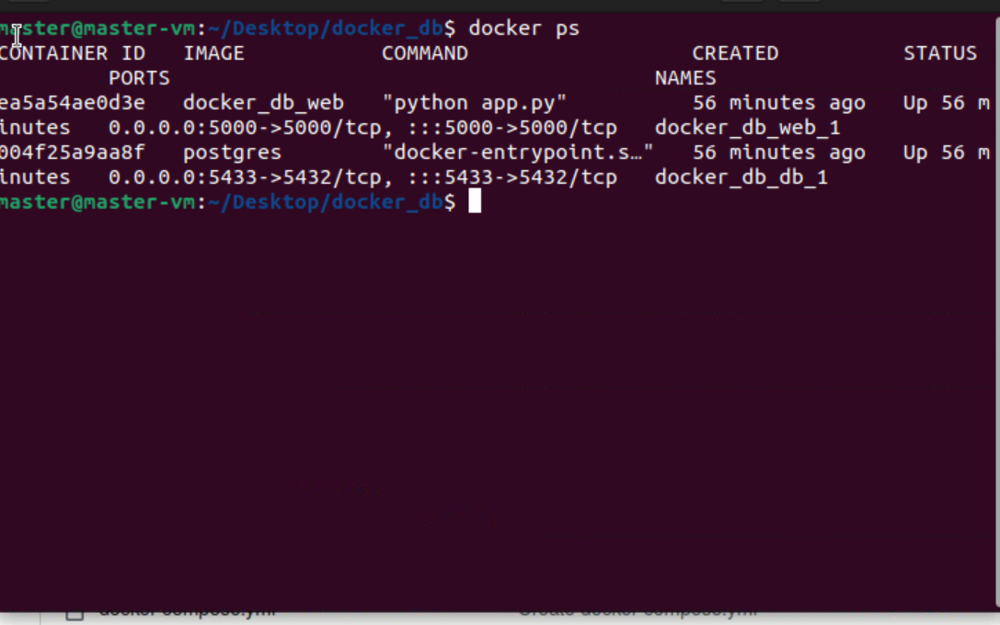 master@master-vm:~/Desktop/docker_db$ docker ps
CONTAINER ID   IMAGE           COMMAND                  CREATED          STATUS
         PORTS                                       NAMES
ea5a54ae0d3e   docker_db_web   "python app.py"          56 minutes ago   Up 56 m
inutes   0.0.0.0:5000->5000/tcp, :::5000->5000/tcp   docker_db_web_1
004f25a9aa8f   postgres        "docker-entrypoint.s…"   56 minutes ago   Up 56 m
inutes   0.0.0.0:5433->5432/tcp, :::5433->5432/tcp   docker_db_db_1
master@master-vm:~/Desktop/docker_db$
docker-compose.yml   Create docker-compose.yml